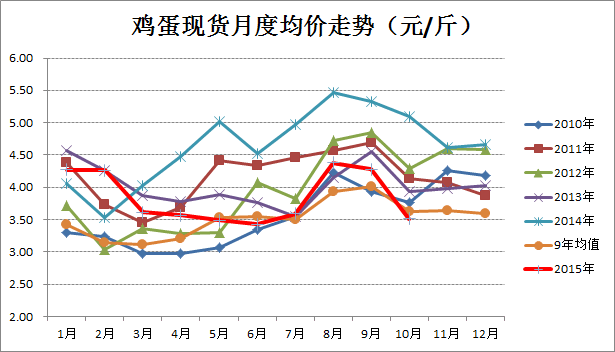 鸡蛋现货月度均价走势（元/斤）
6.00
5.50
5.00
4.50
4.00
3.50
3.00
2.50
2.00
1月 2月 3月 4月 5月 6月 7月 8月 9月 10月 11月 12月
2010年
2011年
2012年
2013年
2014年
9年均值
2015年